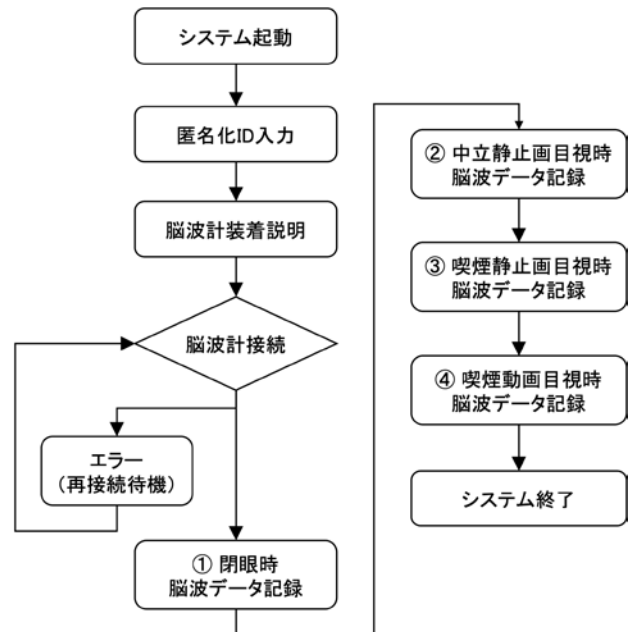 システム起動
匿名化ID入力
脳波計装着説明
脳波計接続
エラー
（再接続待機）
① 閉眼時
脳波データ記録
② 中立静止画目視時
脳波データ記録
③ 喫煙静止画目視時
脳波データ記録
④ 喫煙動画目視時
脳波データ記録
システム終了